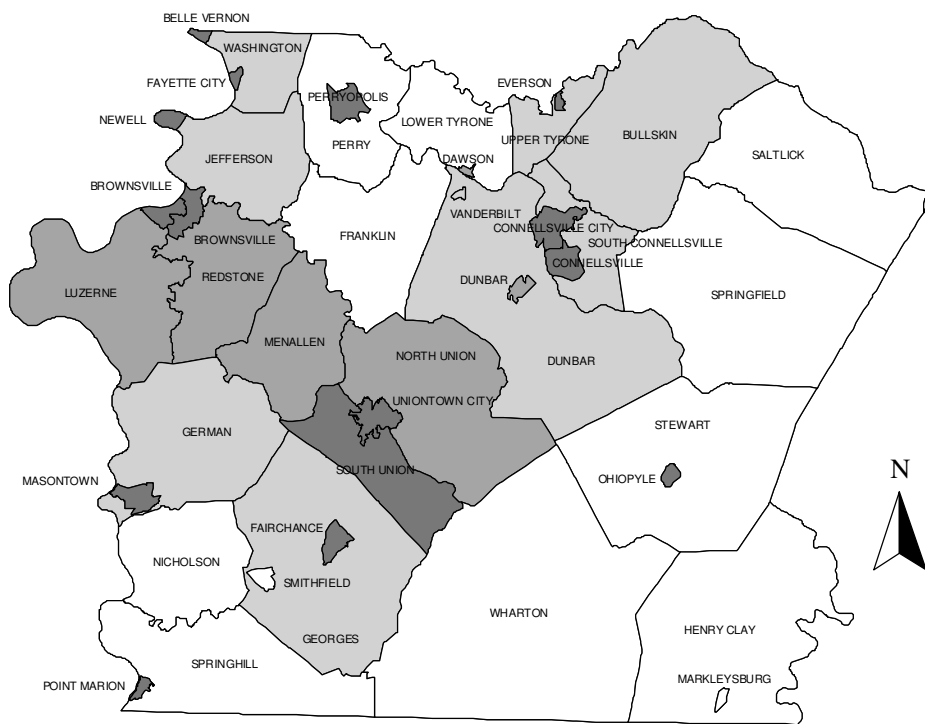 BELLE VERNON
WASHINGTON
FAYETTE CITY
EVERSON
PERRYOPOLIS
NEWELL
LOWER TYRONE
UPTER TYRONE
BULLSKIN
PERRY
SALTLICK
JEFFERSON
DAWSON
BROWNSVILLE
VANDERBILT
CONNELLSVILLE CITY
FRANKLIN
BROWNSVILLE
SOUTH CONNELLSVILLE
CONNELLSVILLE
REDSTONE
DUNBAR
LUZERNE
SPRINGFIELD
MENALLEN
NORTH UNION
DUNBAR
UNIONTOWN CITY
STEWART
GERMAN
N
SOUTH UNION
MASONTOWN
OHIOPYLE
FAIRCHANCE
NICHOLSON
SMITHFIELD
WHARTON
HENRY CLAY
GEORGES
SPRINGHILL
MARKLEYSBURG
POINT MARION